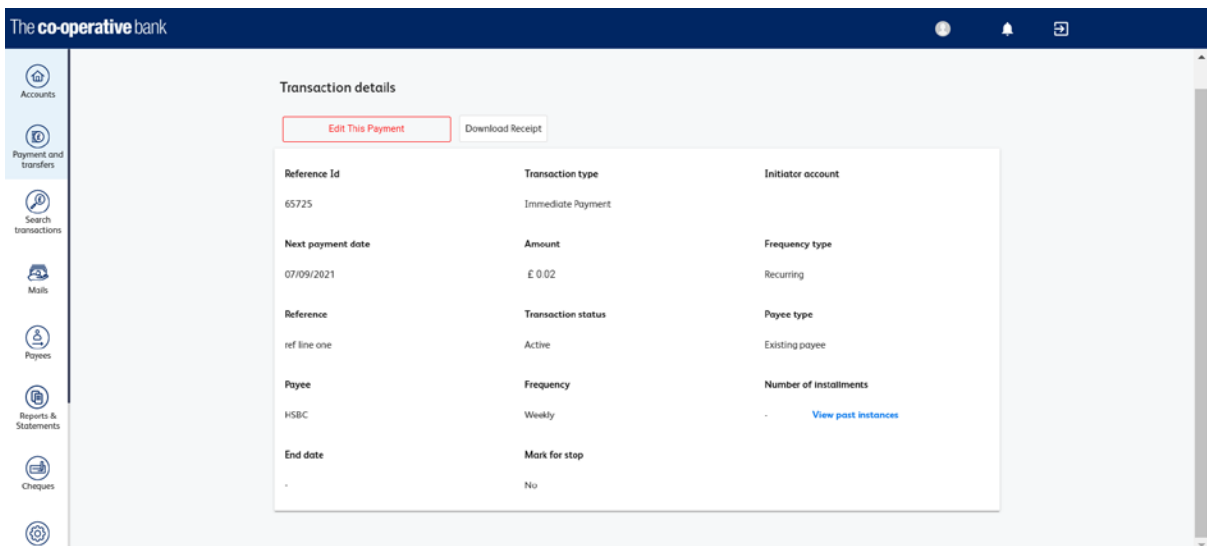 The co-operative bank
Accounts
Payment and
transfers
Search
transactions
Mails
Payees
Reports &
Statements
Cheques
Transaction details
Edit This Payment Download Receipt
Reference Id Transaction type Initiator account
65725 Immediate Payment
Next payment date Amount Frequency type
07/09/2021 £ 0.02 Recurring
Reference Transaction status Payee type
ref line one Active Existing payee
Payee Frequency Number of installments
HSBC Weekly - View past instances
End date Mark for stop
- No